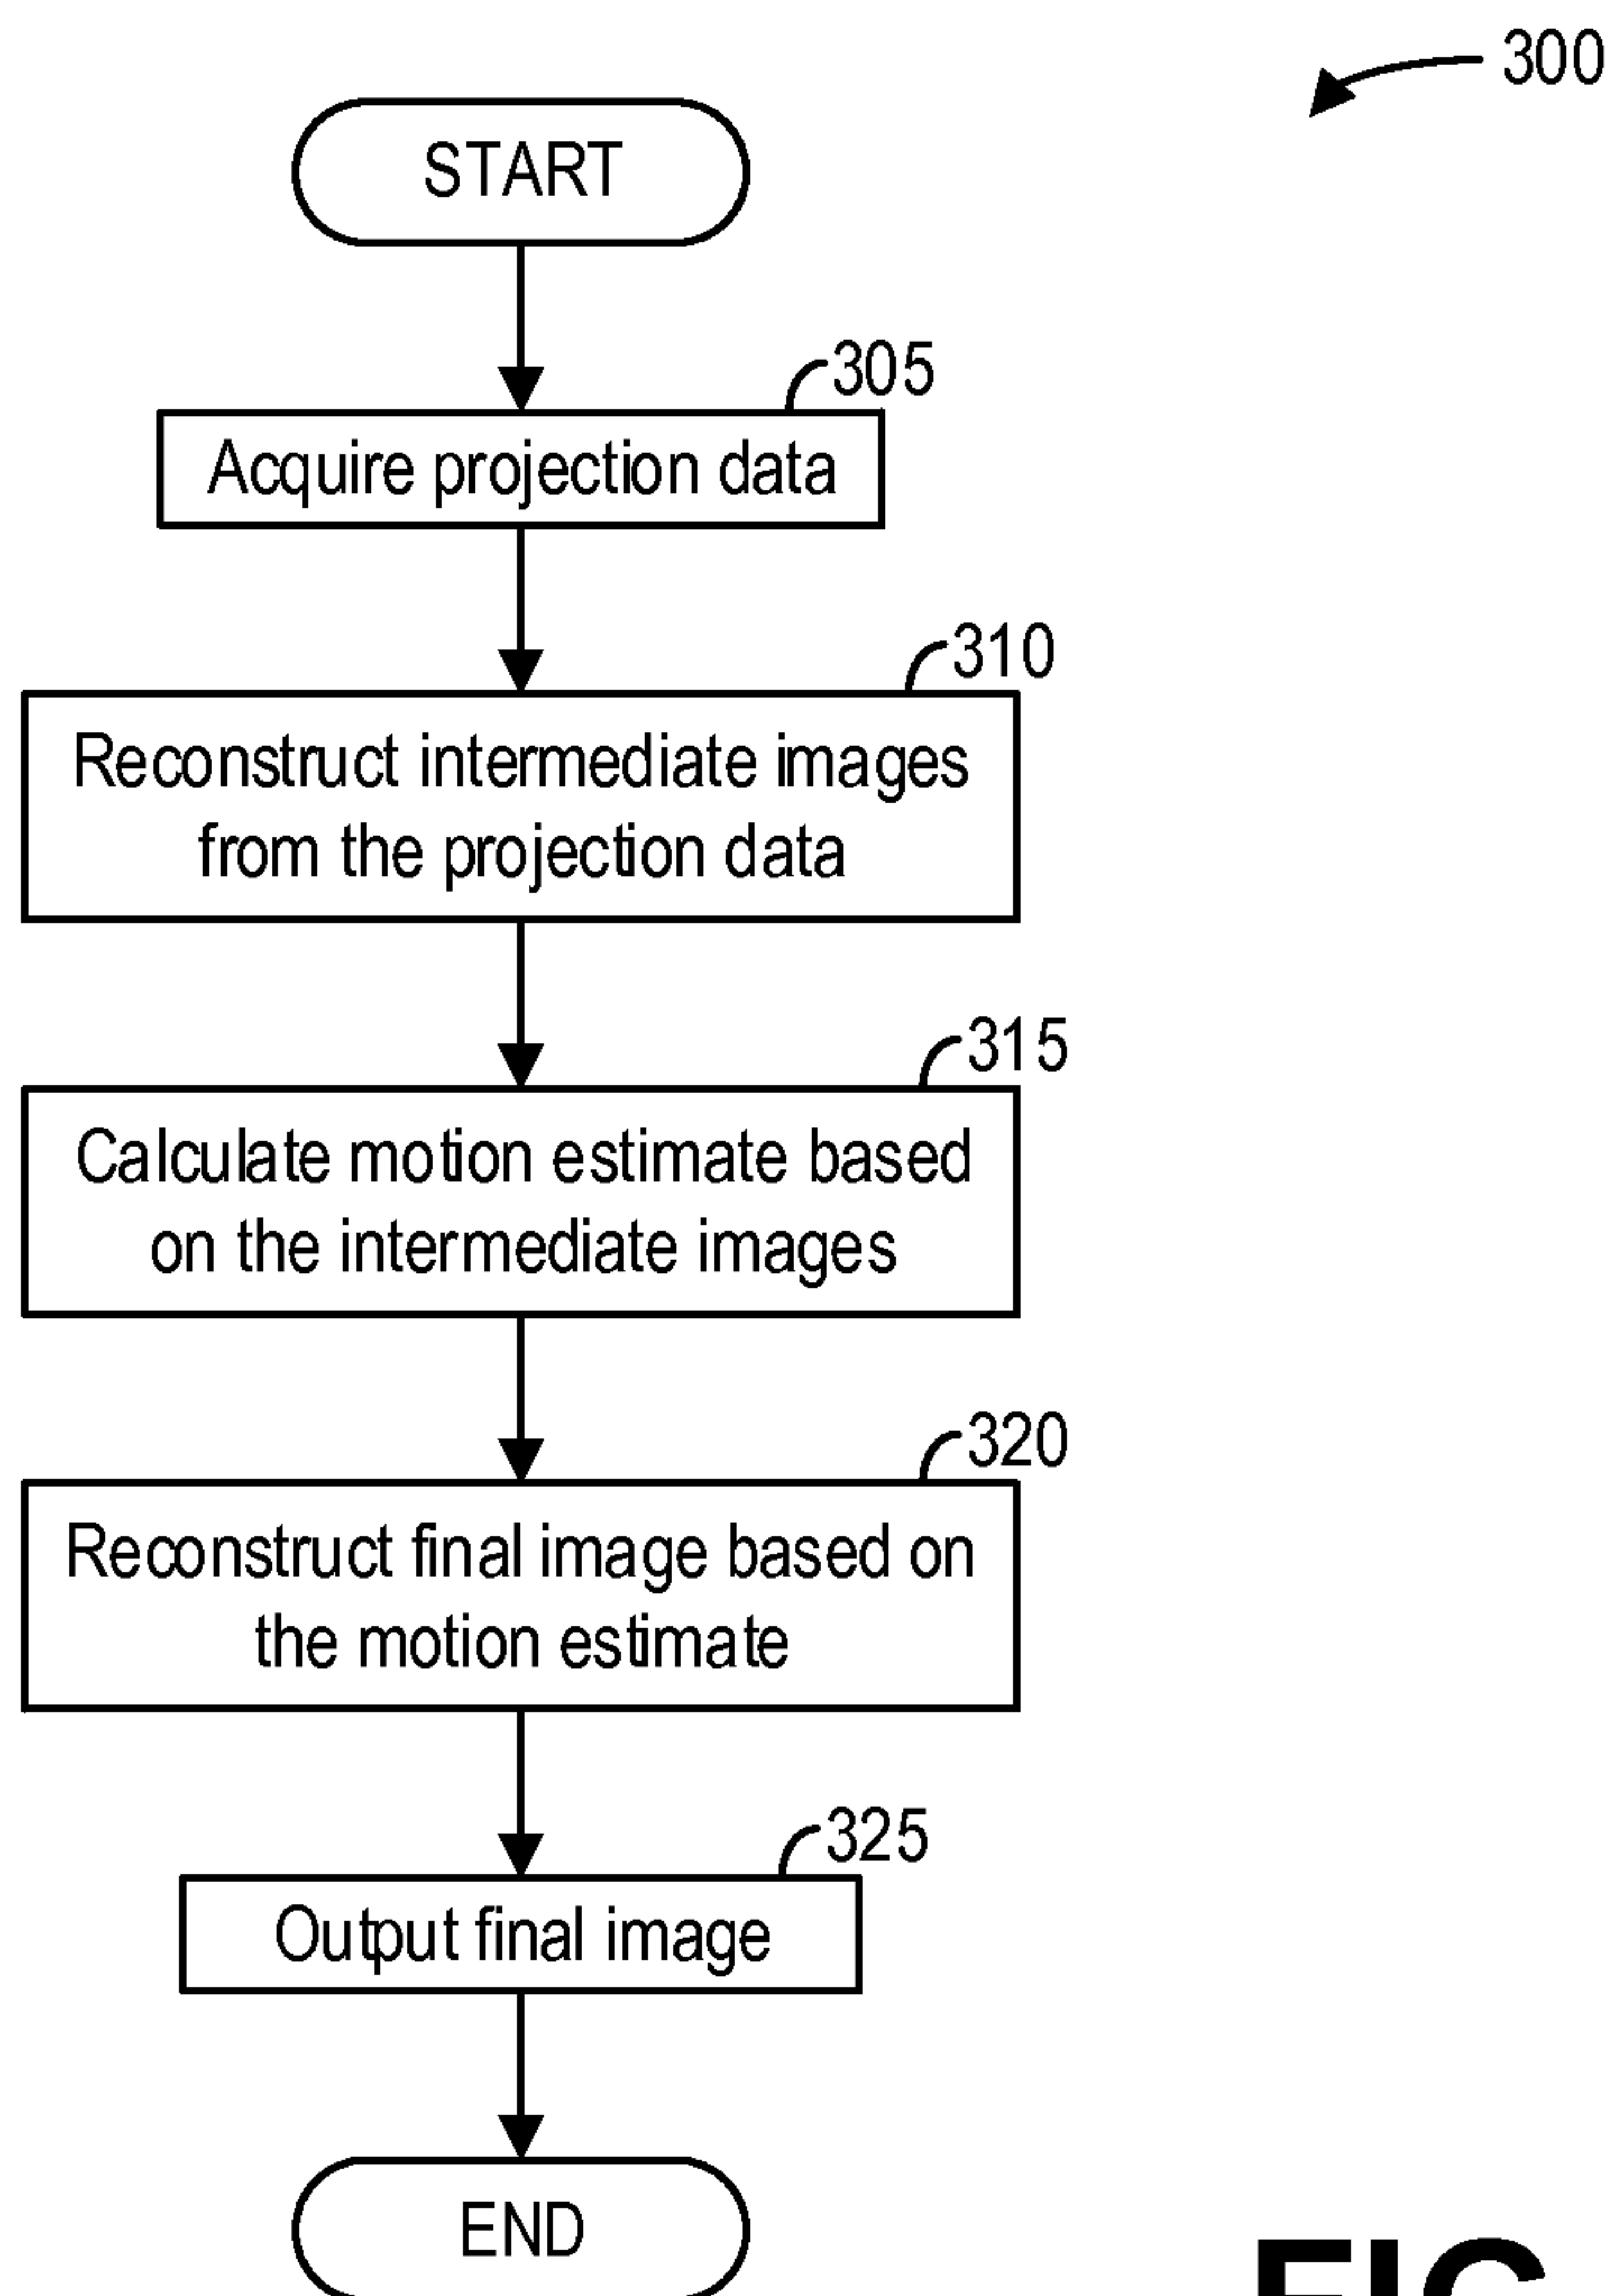 300
START
305
Acquire projection data
310
Reconstruct intermediate images
from the projection data
315
Calculate motion estimate based
on the intermediate images
320
Reconstruct final image based on
the motion estimate
325
Output final image
END
FIG